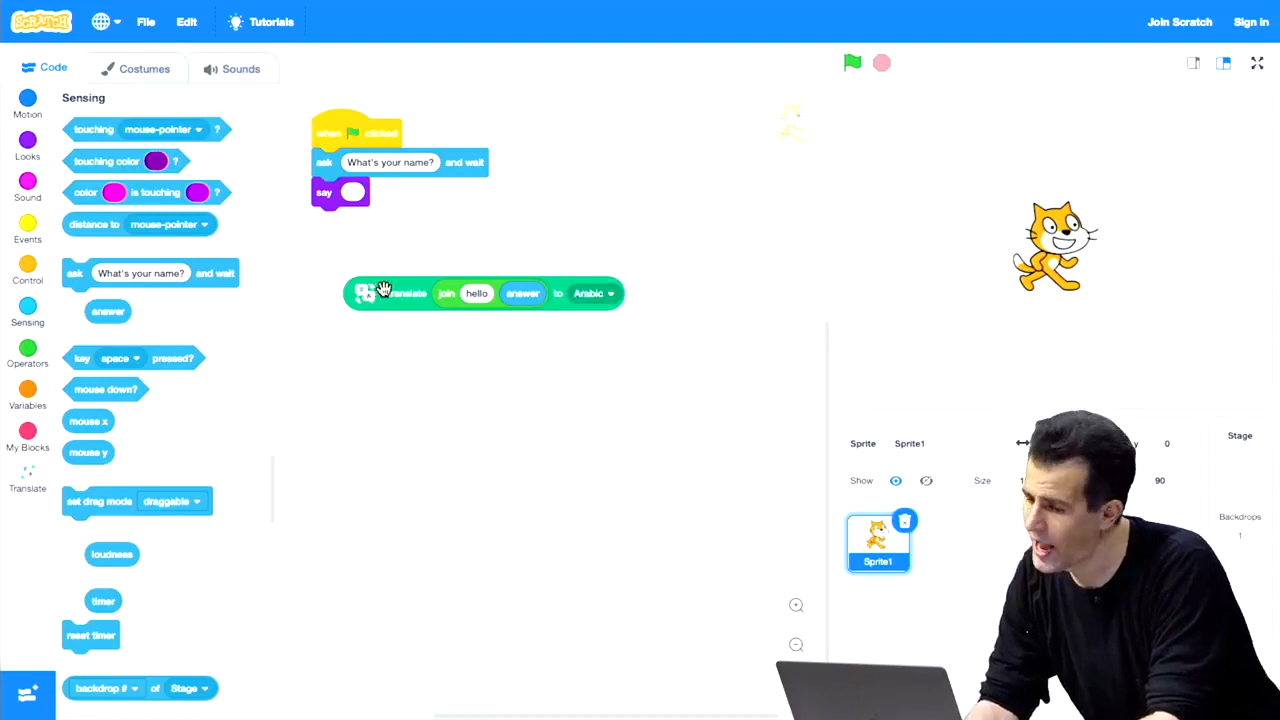 SCRATCH File Edit Tutorials Join Scratch Sign in
Code Costumes Sounds
Motion
Looks
Sound
Events
Control
Sensing
Operators
Variables
My Blocks
Translate
Sensing
touching mouse-pointer ?
touching color ?
color is touching ?
distance to mouse-pointer
ask What's your name? and wait
answer
key space pressed?
mouse down?
mouse x
mouse y
set drag mode draggable
loudness
timer
reset timer
backdrop # of Stage
when clicked
ask What's your name? and wait
say
translate join hello answer to Arabic
Sprite Sprite1 y 0
Show Size 90
Sprite1
Stage
Backdrops
1